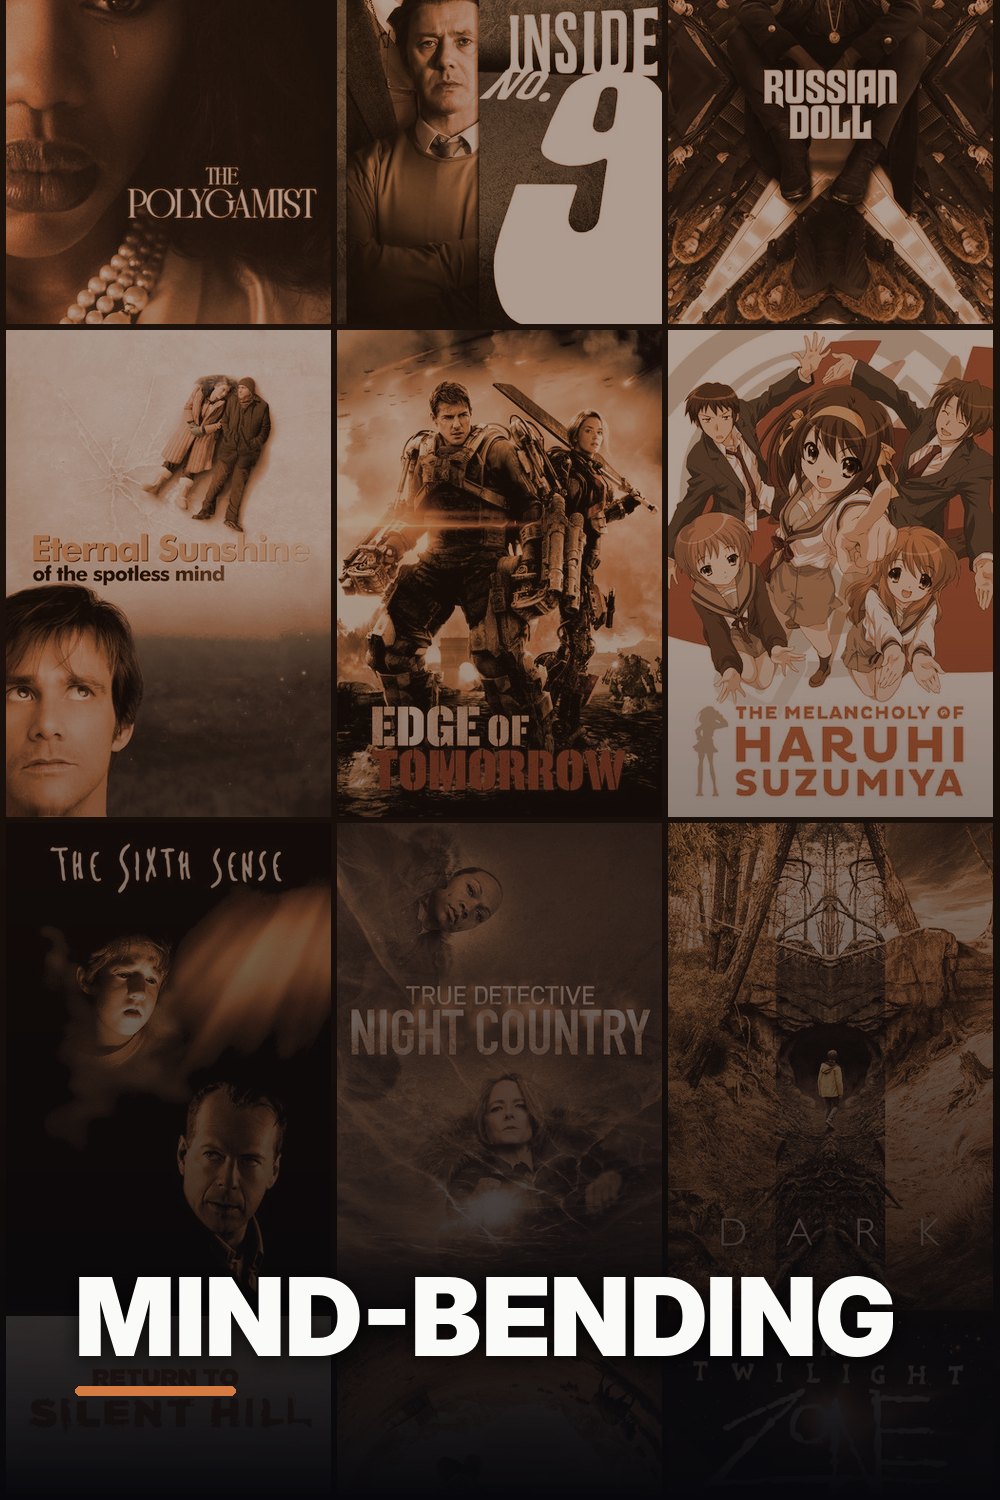 THE
POLYGAMIST
INSIDE
NO.
9
RUSSIAN
DOLL
Eternal Sunshine
of the spotless mind
EDGE OF
TOMORROW
THE MELANCHOLY OF
HARUHI
SUZUMIYA
THE SIXTH SENSE
TRUE DETECTIVE
NIGHT COUNTRY
DARK
MIND-BENDING
RETURN TO
SILENT HILL
TWILIGHT
ZONE